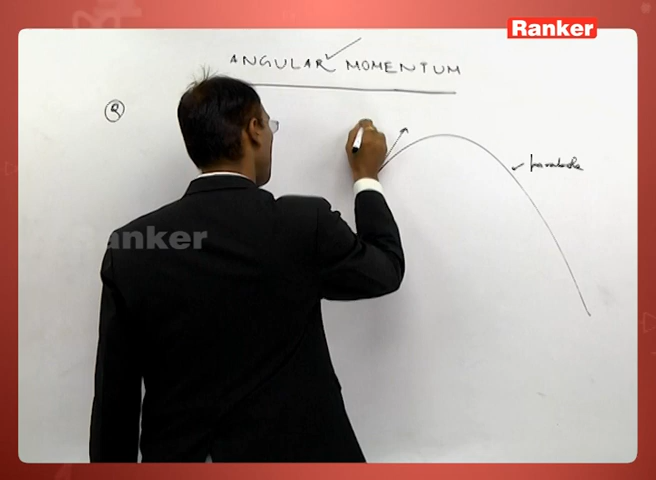 Ranker
ANGULAR MOMENTUM
Q
parabola
Ranker